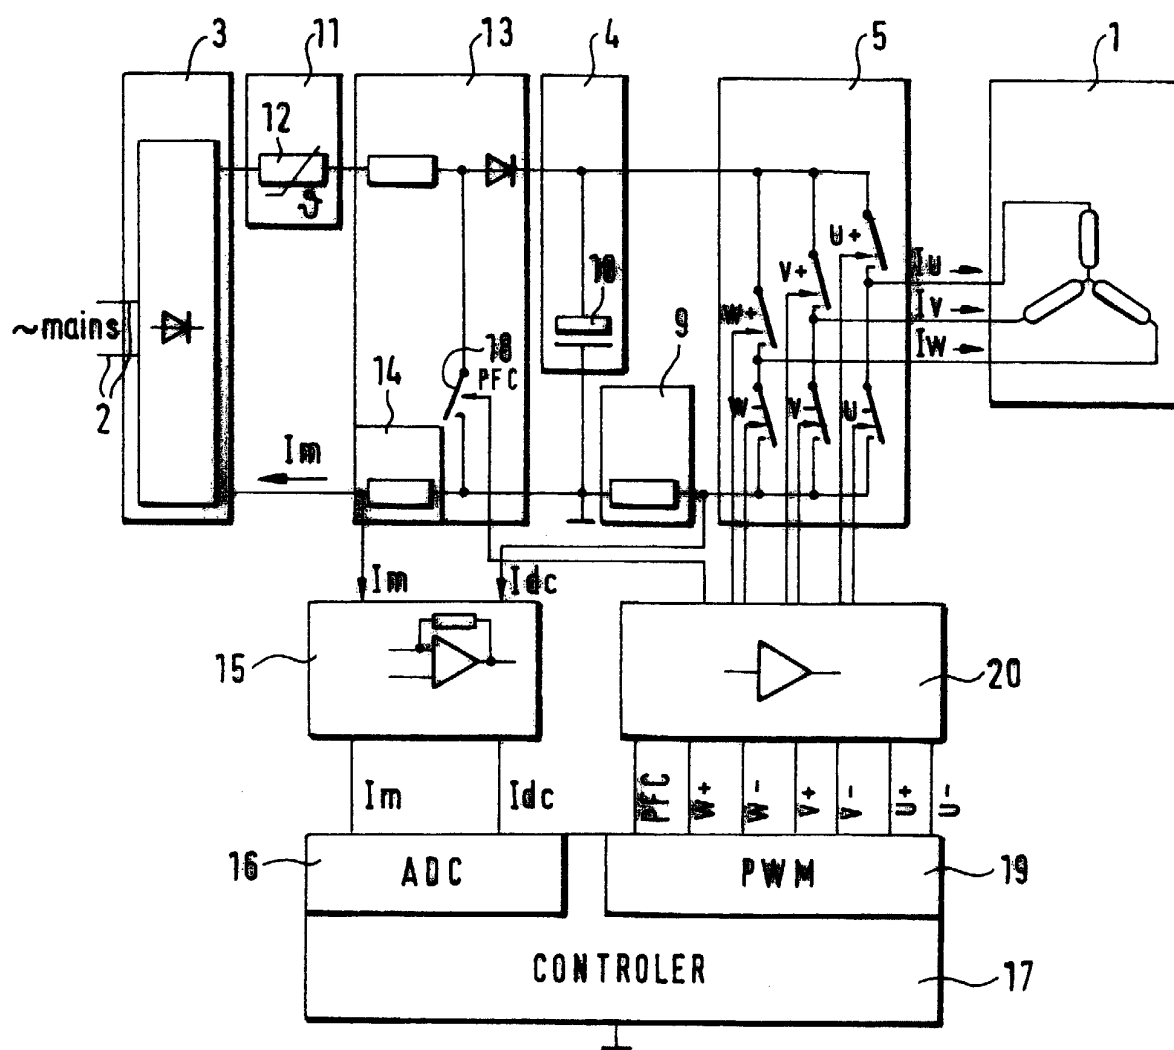 3
11
13
4
5
1
12
ϑ
10
U+
V+
W+
Iu
Iv
Iw
~mains
2
18
PFC
14
9
W-
V-
U-
Im
Im
Idc
15
20
Im
Idc
PFC
W+
W-
V+
V-
U+
U-
16
ADC
PWM
19
CONTROLER
17